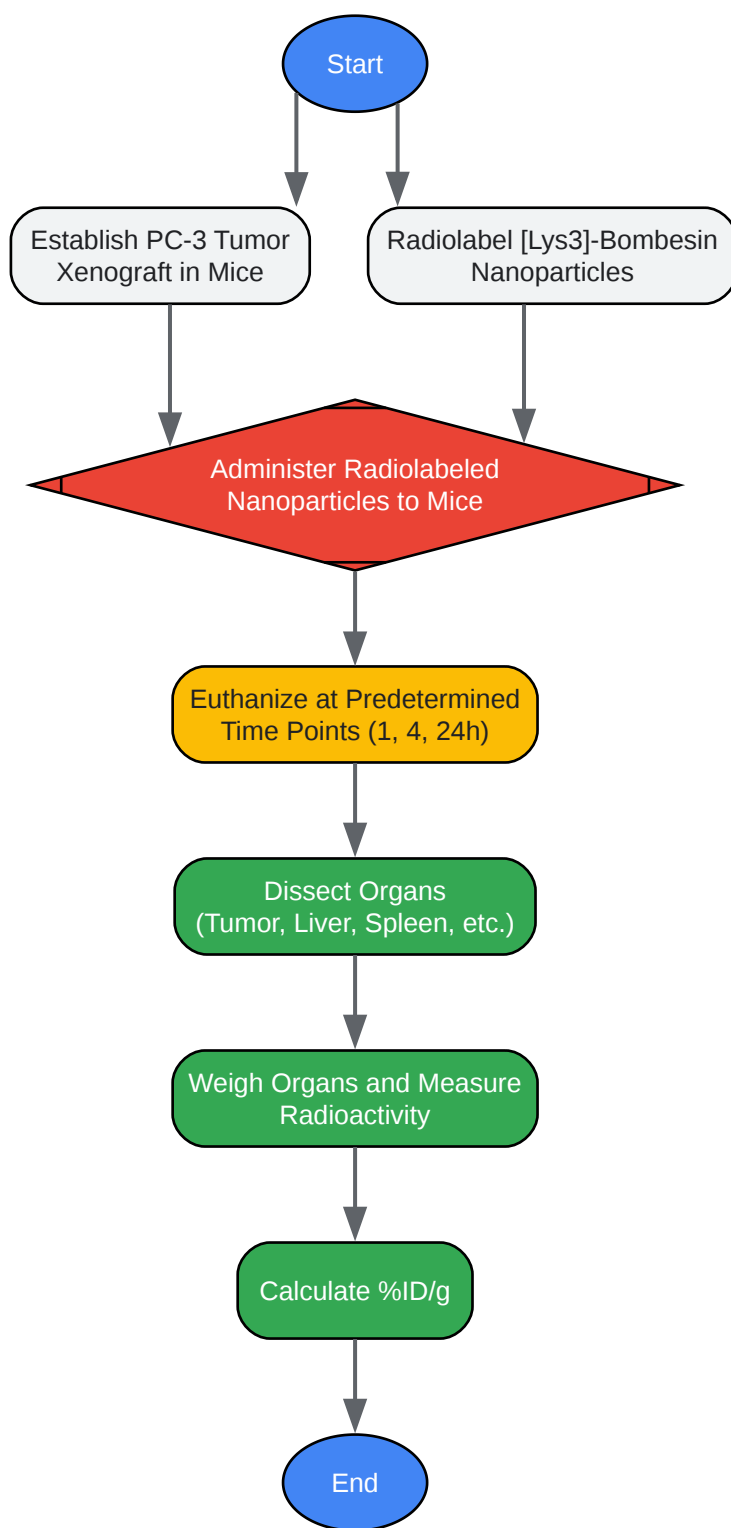 Start
Establish PC-3 Tumor
Xenograft in Mice
Radiolabel [Lys3]-Bombesin
Nanoparticles
Administer Radiolabeled
Nanoparticles to Mice
Euthanize at Predetermined
Time Points (1, 4, 24h)
Dissect Organs
(Tumor, Liver, Spleen, etc.)
Weigh Organs and Measure
Radioactivity
Calculate %ID/g
End